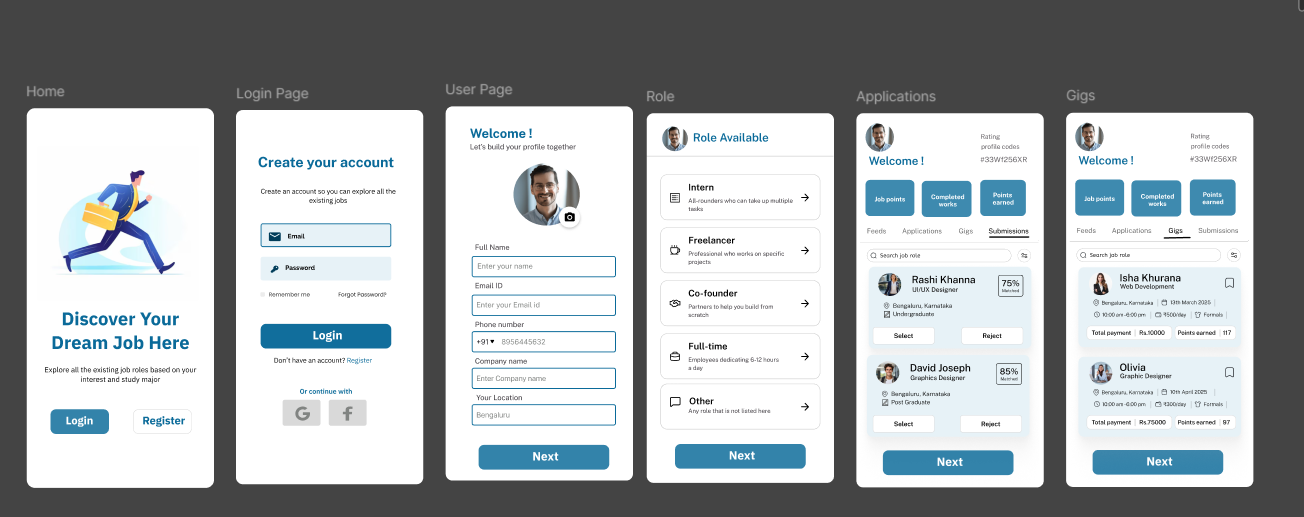 Home
Discover Your
Dream Job Here
Explore all the existing job roles based on your
interest and study major
Login
Register
Login Page
Create your account
Create an account so you can explore all the
existing jobs
Email
Password
Remember me
Forgot Password?
Login
Don't have an account? Register
Or continue with
G
f
User Page
Welcome !
Let's build your profile together
Full Name
Enter your name
Email ID
Enter your Email id
Phone number
+91
8956445632
Company name
Enter Company name
Your Location
Bengaluru
Next
Role
Role Available
Intern
All-rounders who can take up multiple
tasks
Freelancer
Professional who works on specific
projects
Co-founder
Partners to help you build from
scratch
Full-time
Employees dedicating 6-12 hours
a day
Other
Any role that is not listed here
Next
Applications
Rating
profile codes
#33Wf256XR
Welcome !
Job points
Completed
works
Points
earned
Feeds
Applications
Gigs
Submissions
Search job role
Rashi Khanna
UI/UX Designer
75%
Matched
Bengaluru, Karnataka
Undergraduate
Select
Reject
David Joseph
Graphics Designer
85%
Matched
Bengaluru, Karnataka
Post Graduate
Select
Reject
Next
Gigs
Rating
profile codes
#33Wf256XR
Welcome !
Job points
Completed
works
Points
earned
Feeds
Applications
Gigs
Submissions
Search job role
Isha Khurana
Web Development
Bengaluru, Karnataka | 13th March 2025 |
10:00 am -6:00 pm | ₹500/day | Formals |
Total payment | Rs.10000
Points earned | 117
Olivia
Graphic Designer
Bengaluru, Karnataka | 10th April 2025 |
10:00 am -6:00 pm | ₹300/day | Formals |
Total payment | Rs.75000
Points earned | 97
Next